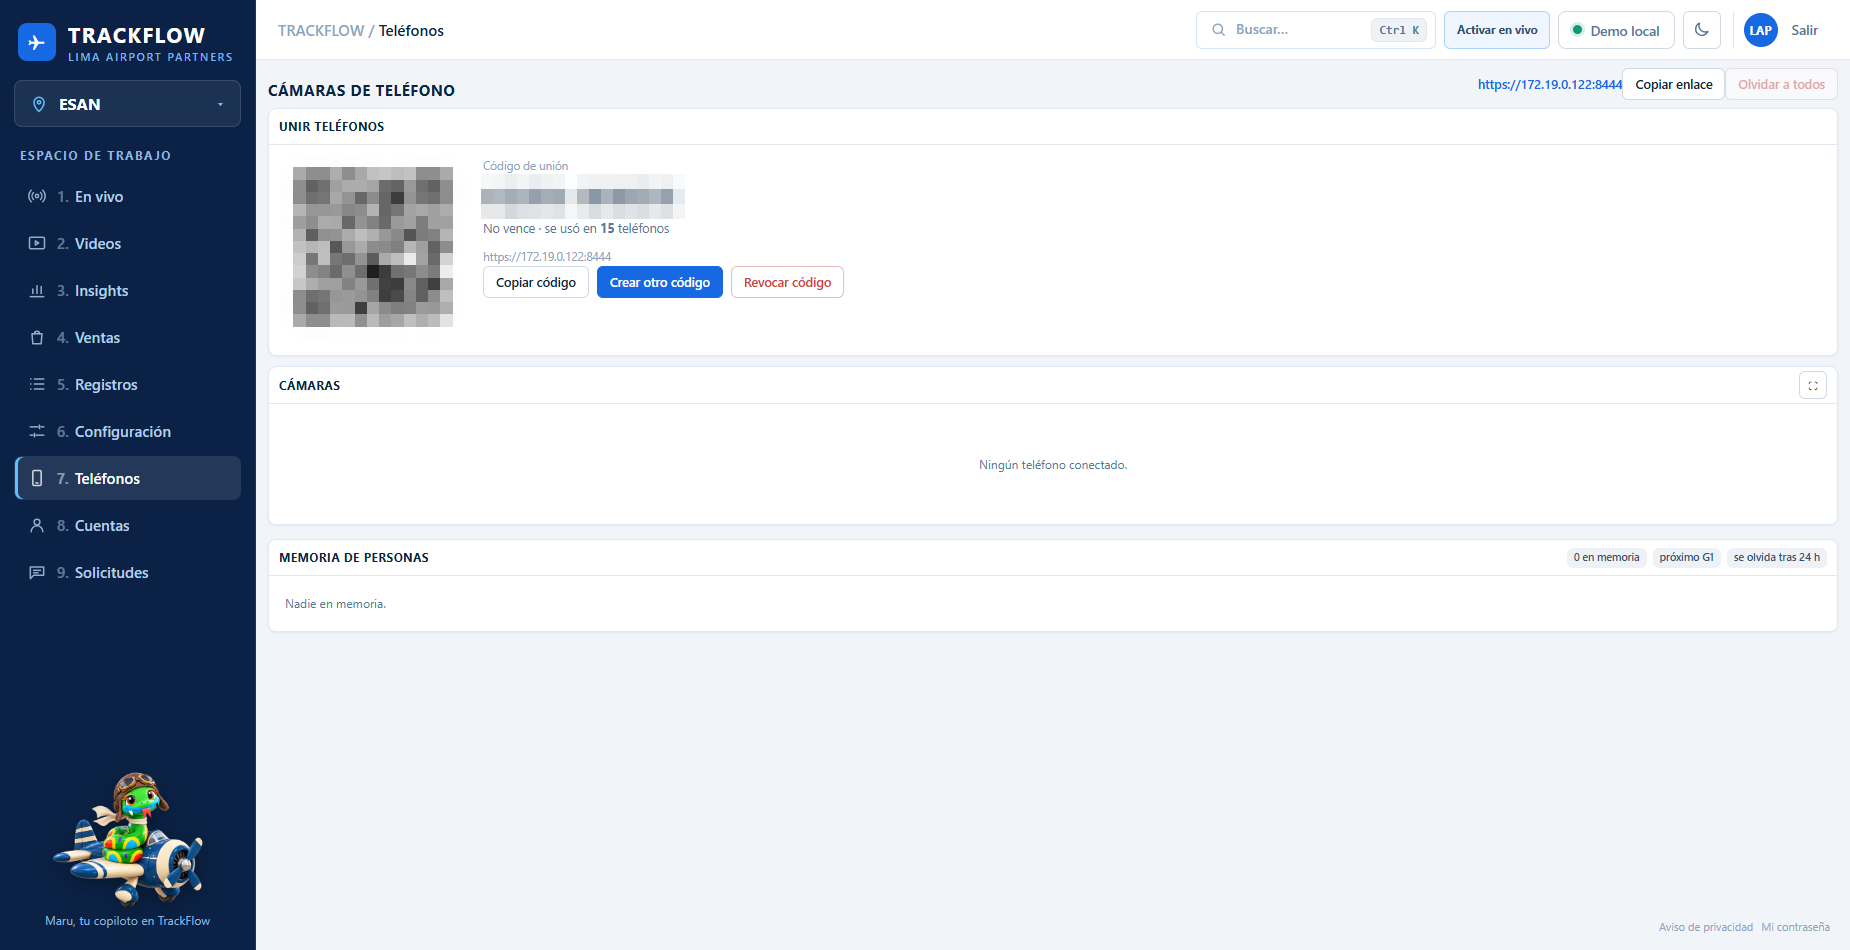 TRACKFLOW
LIMA AIRPORT PARTNERS
ESAN
ESPACIO DE TRABAJO
1. En vivo
2. Videos
3. Insights
4. Ventas
5. Registros
6. Configuración
7. Teléfonos
8. Cuentas
9. Solicitudes
Maru, tu copiloto en TrackFlow
TRACKFLOW / Teléfonos
Buscar... Ctrl K
Activar en vivo
Demo local
LAP
Salir
CÁMARAS DE TELÉFONO
https://172.19.0.122:8444
Copiar enlace
Olvidar a todos
UNIR TELÉFONOS
Código de unión
No vence · se usó en 15 teléfonos
https://172.19.0.122:8444
Copiar código
Crear otro código
Revocar código
CÁMARAS
Ningún teléfono conectado.
MEMORIA DE PERSONAS
0 en memoria
próximo G1
se olvida tras 24 h
Nadie en memoria.
Aviso de privacidad
Mi contraseña